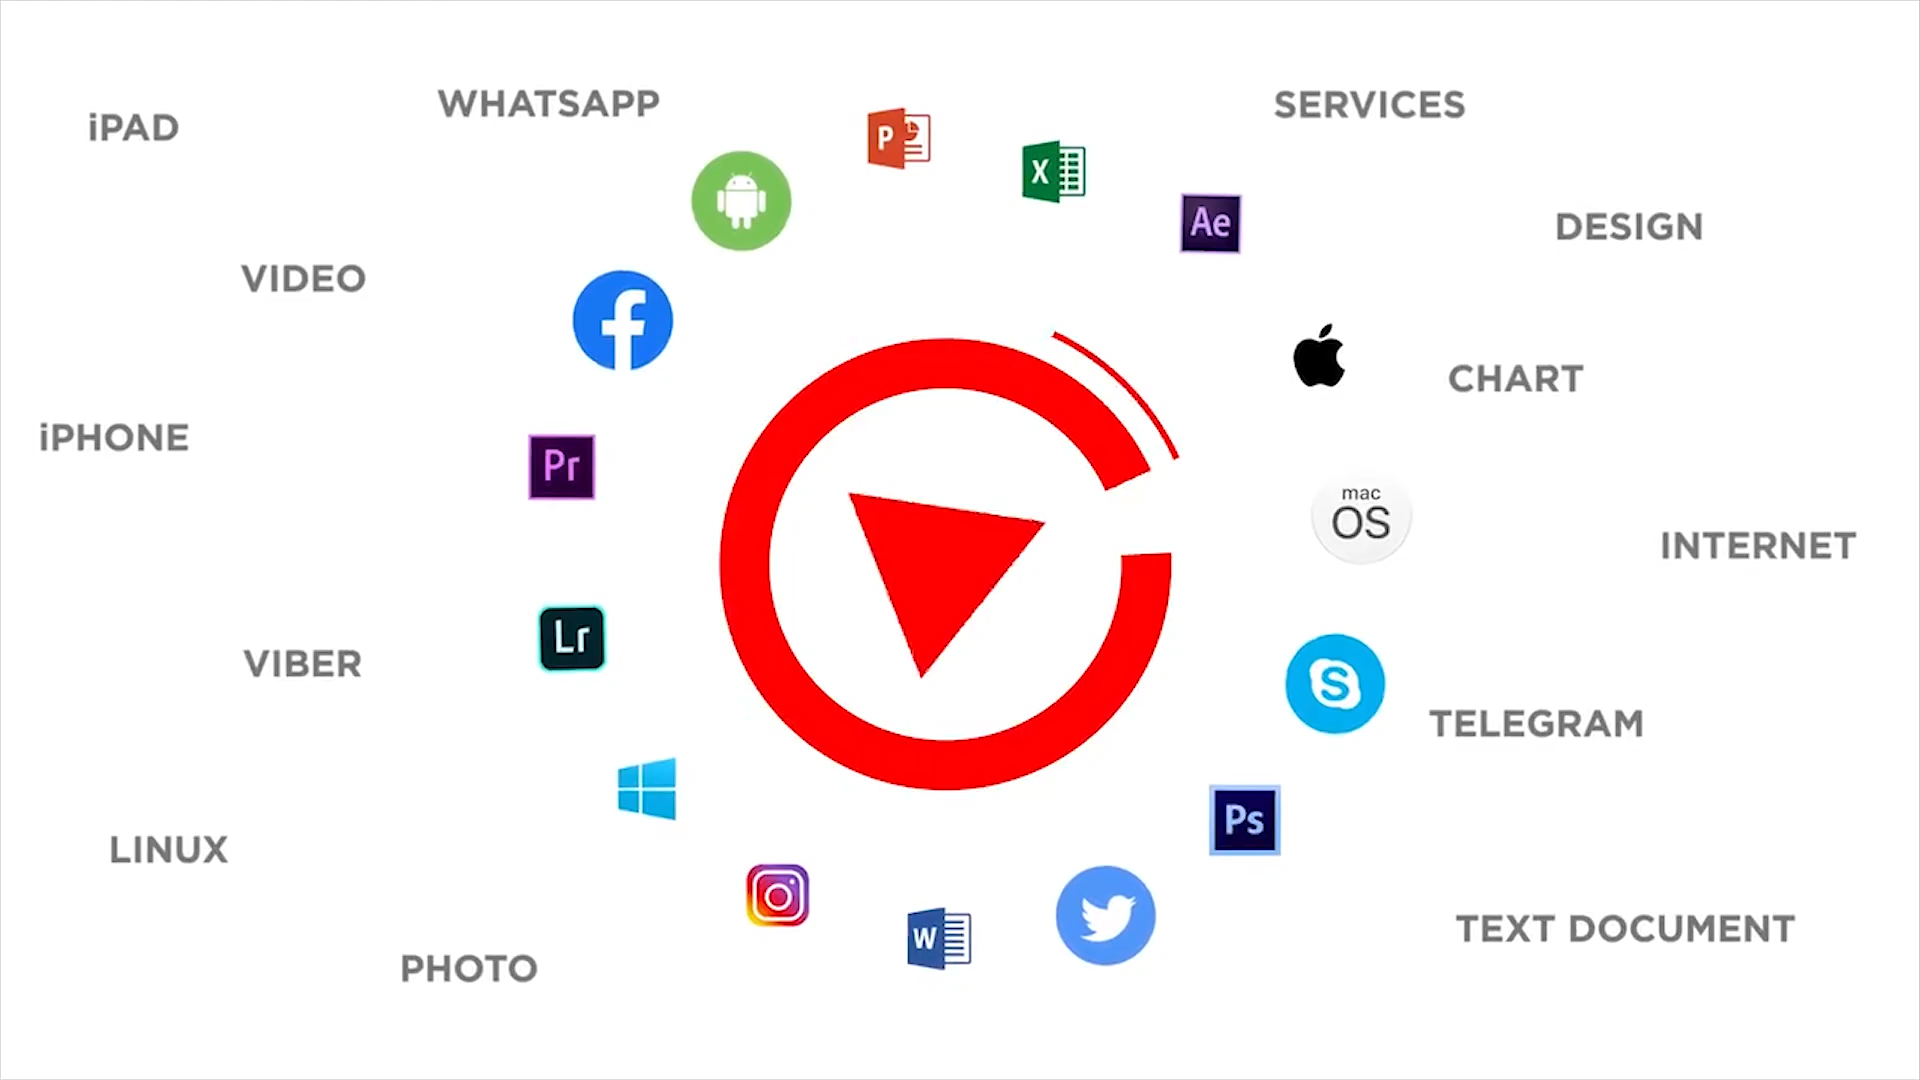 WHATSAPP
SERVICES
iPAD
P
X
Ae
DESIGN
VIDEO
f
CHART
iPHONE
Pr
mac
OS
INTERNET
Lr
VIBER
S
TELEGRAM
Ps
LINUX
W
TEXT DOCUMENT
PHOTO